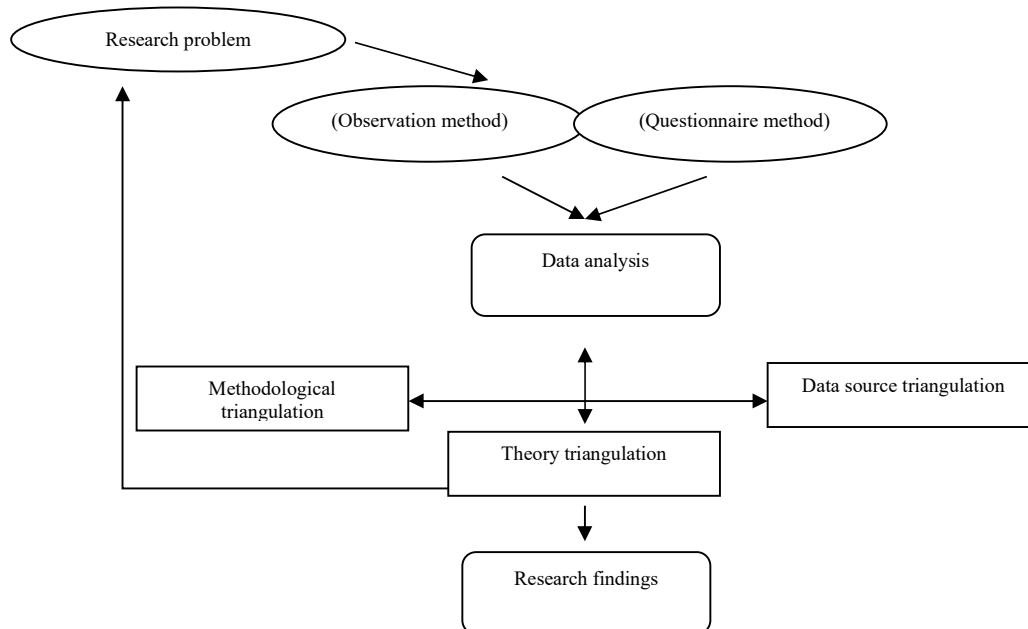 Research problem
(Observation method)
(Questionnaire method)
Data analysis
Methodological
triangulation
Data source triangulation
Theory triangulation
Research findings